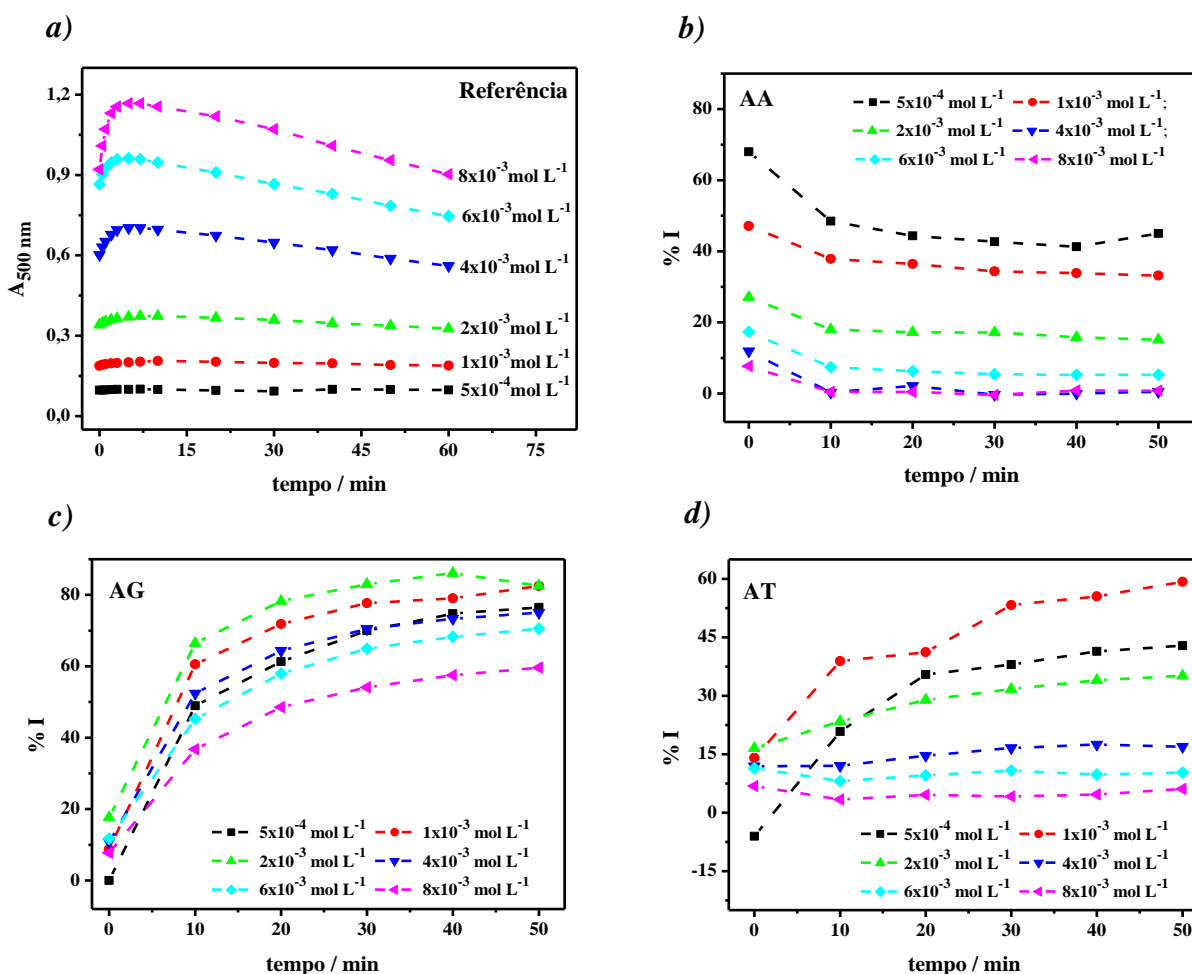 a)
Referência
1,2
0,9
0,6
0,3
0,0
A500 nm
8x10-3 mol L-1
6x10-3 mol L-1
4x10-3 mol L-1
2x10-3 mol L-1
1x10-3 mol L-1
5x10-4 mol L-1
0 15 30 45 60 75
tempo / min
b)
AA
5x10-4 mol L-1 1x10-3 mol L-1;
2x10-3 mol L-1 4x10-3 mol L-1;
6x10-3 mol L-1 8x10-3 mol L-1
80
60
40
20
0
% I
0 10 20 30 40 50
tempo / min
c)
AG
80
60
40
20
0
% I
5x10-4 mol L-1 1x10-3 mol L-1
2x10-3 mol L-1 4x10-3 mol L-1
6x10-3 mol L-1 8x10-3 mol L-1
0 10 20 30 40 50
tempo / min
d)
AT
60
45
30
15
0
-15
% I
5x10-4 mol L-1 1x10-3 mol L-1
2x10-3 mol L-1 4x10-3 mol L-1
6x10-3 mol L-1 8x10-3 mol L-1
0 10 20 30 40 50
tempo / min